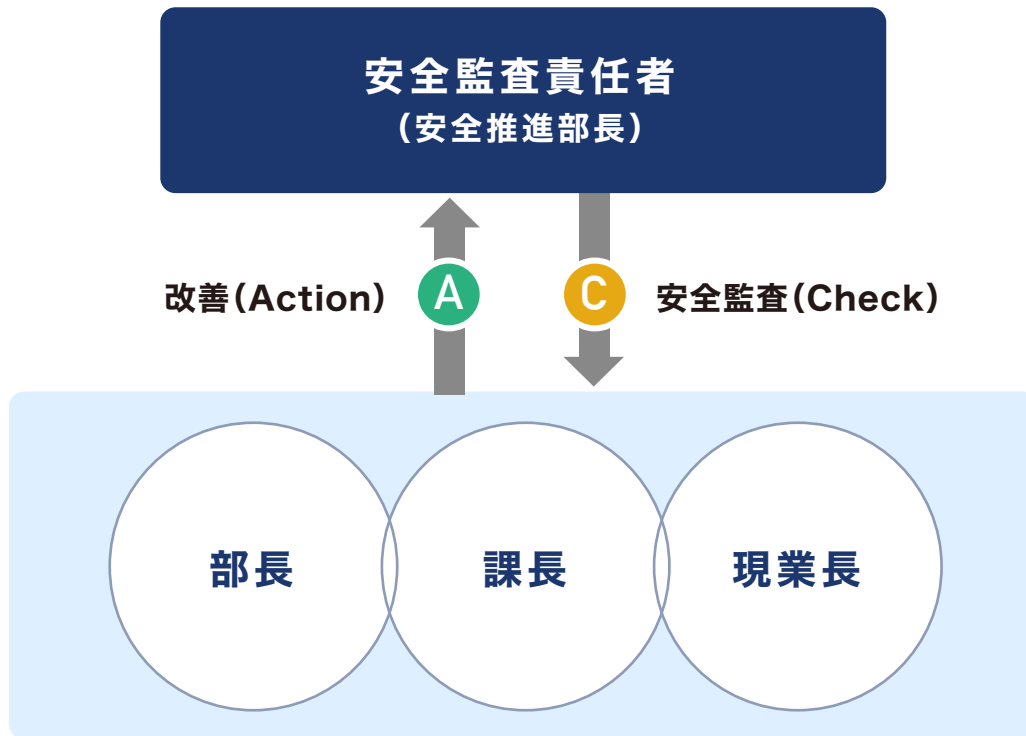 安全監査責任者
（安全推進部長）
改善（Action）
A
C
安全監査（Check）
部長
課長
現業長